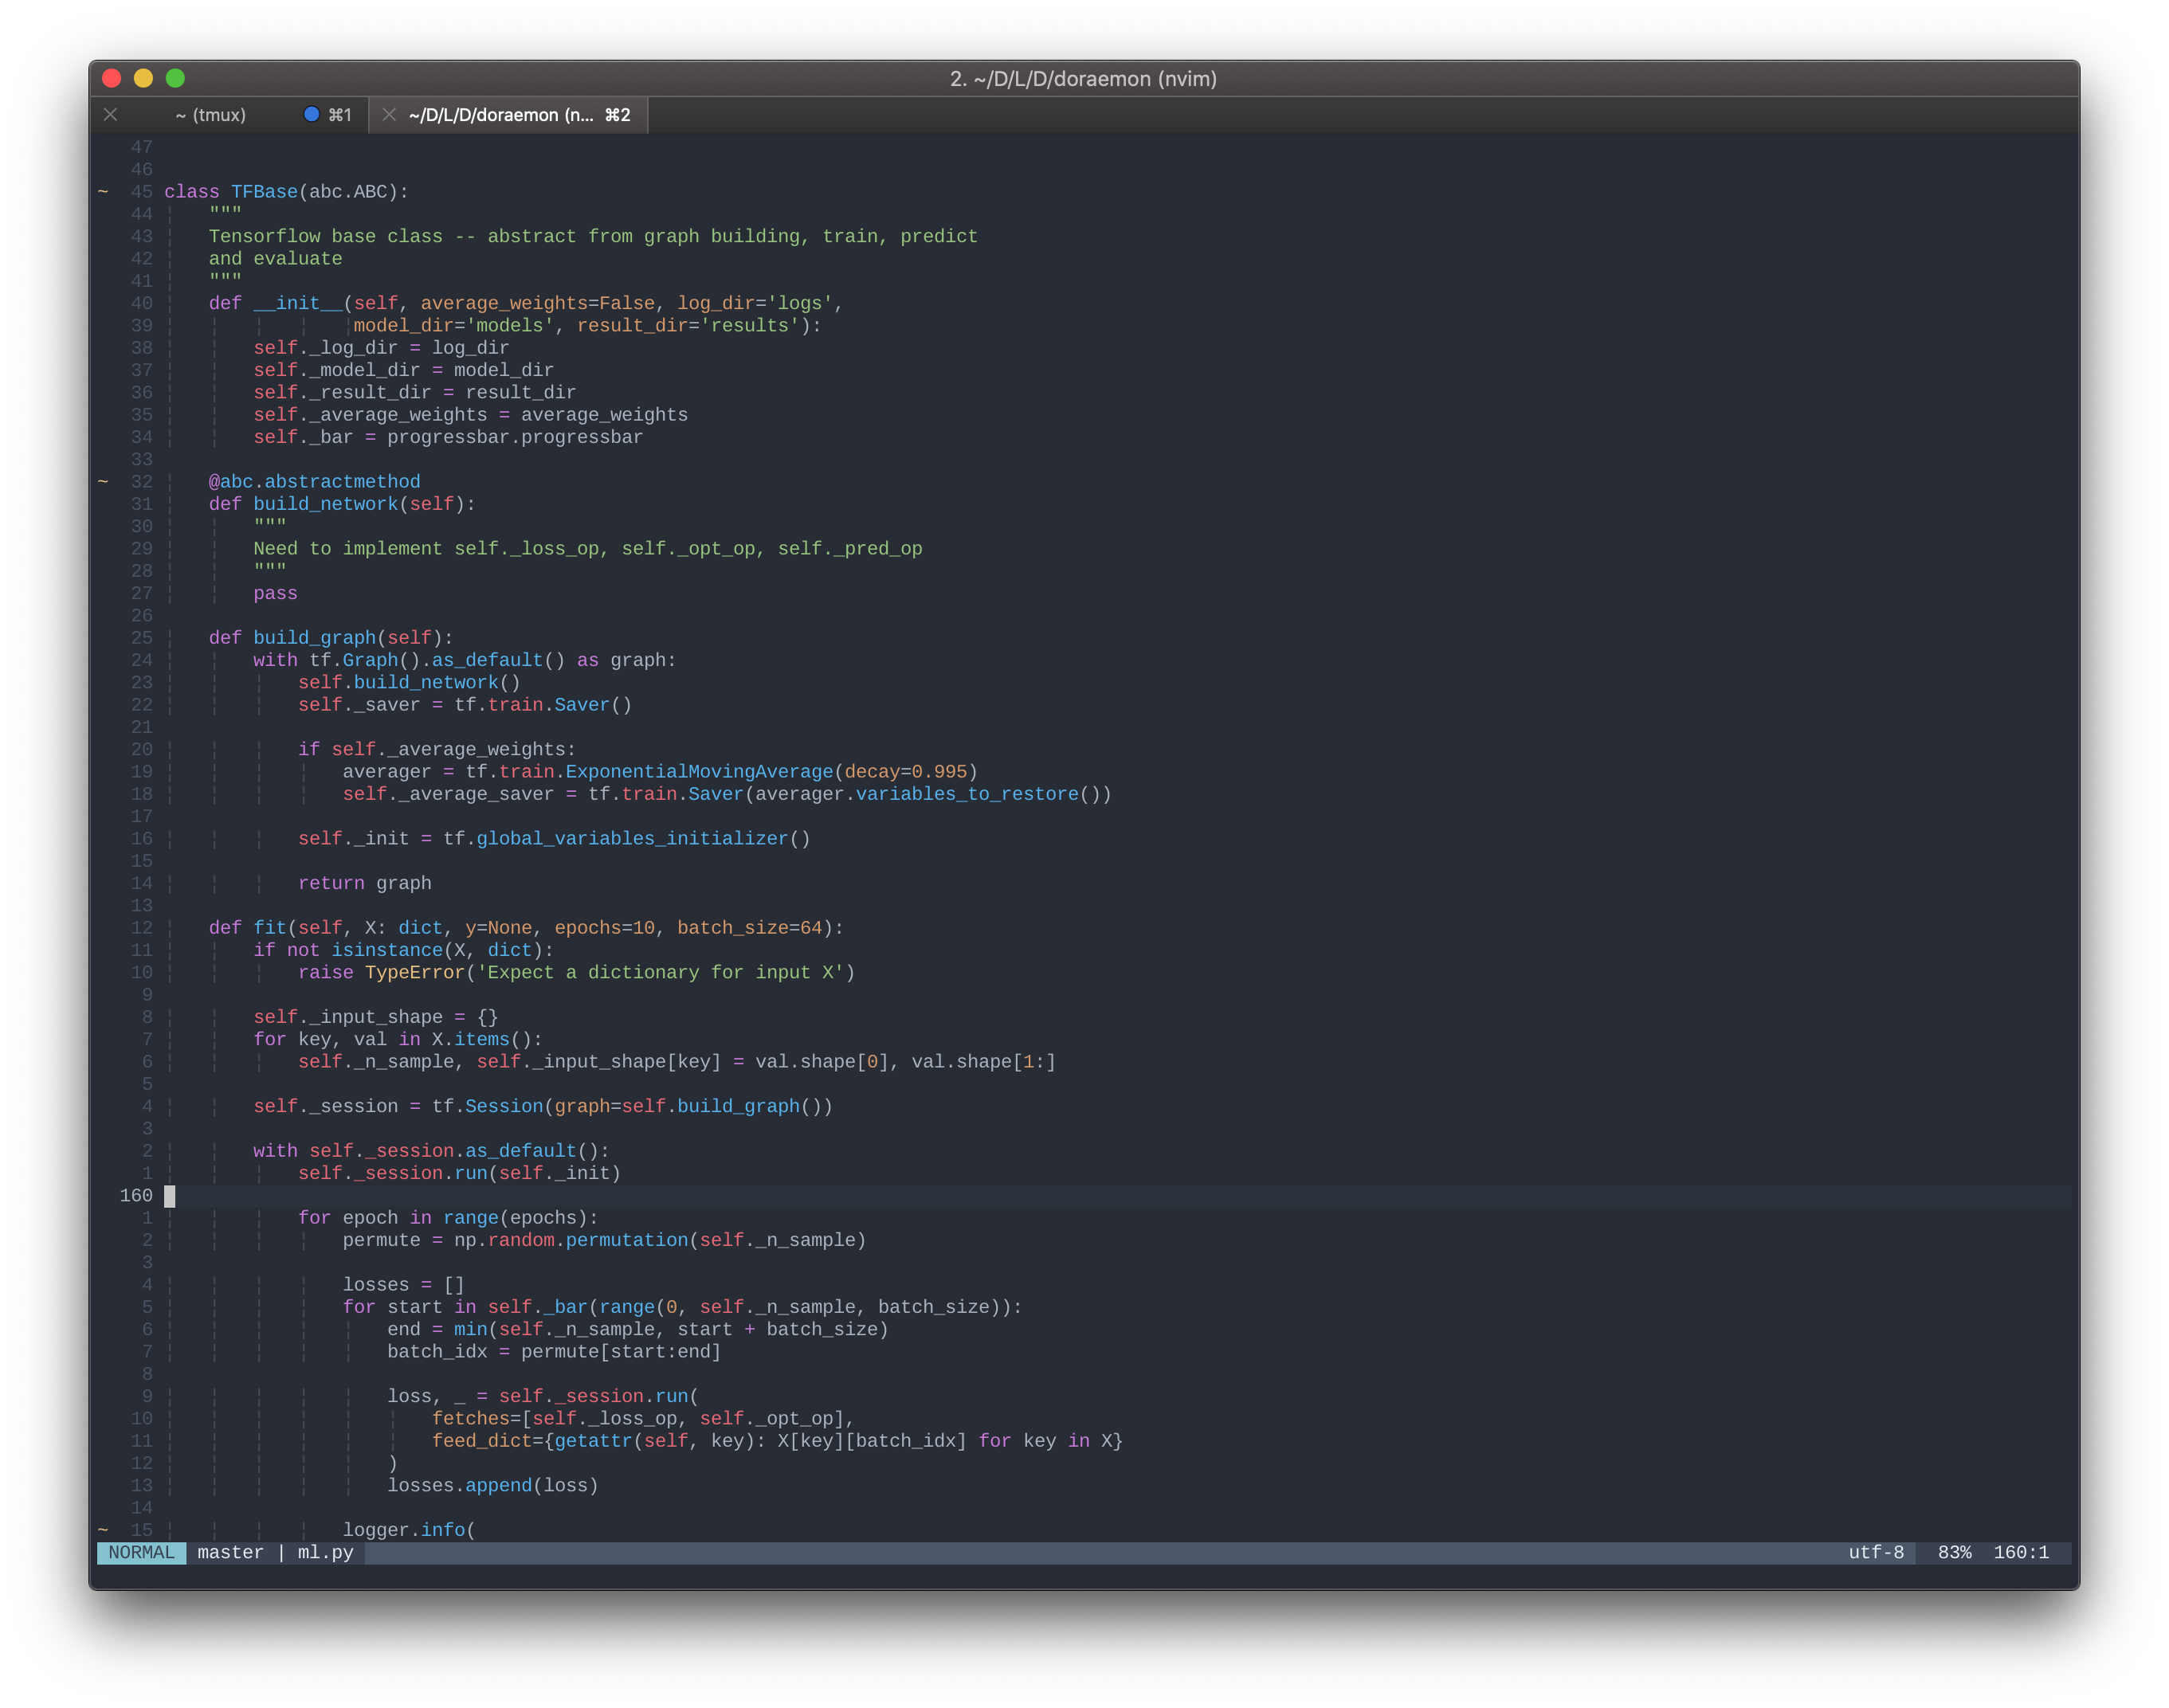 2. ~/D/L/D/doraemon (nvim)
~ (tmux) ⌘1 ~/D/L/D/doraemon (n... ⌘2
47
46
~ 45 class TFBase(abc.ABC):
44     """
43     Tensorflow base class -- abstract from graph building, train, predict
42     and evaluate
41     """
40     def __init__(self, average_weights=False, log_dir='logs',
39                  model_dir='models', result_dir='results'):
38         self._log_dir = log_dir
37         self._model_dir = model_dir
36         self._result_dir = result_dir
35         self._average_weights = average_weights
34         self._bar = progressbar.progressbar
33
~ 32     @abc.abstractmethod
31     def build_network(self):
30         """
29         Need to implement self._loss_op, self._opt_op, self._pred_op
28         """
27         pass
26
25     def build_graph(self):
24         with tf.Graph().as_default() as graph:
23             self.build_network()
22             self._saver = tf.train.Saver()
21
20             if self._average_weights:
19                 averager = tf.train.ExponentialMovingAverage(decay=0.995)
18                 self._average_saver = tf.train.Saver(averager.variables_to_restore())
17
16             self._init = tf.global_variables_initializer()
15
14             return graph
13
12     def fit(self, X: dict, y=None, epochs=10, batch_size=64):
11         if not isinstance(X, dict):
10             raise TypeError('Expect a dictionary for input X')
9
8         self._input_shape = {}
7         for key, val in X.items():
6             self._n_sample, self._input_shape[key] = val.shape[0], val.shape[1:]
5
4         self._session = tf.Session(graph=self.build_graph())
3
2         with self._session.as_default():
1             self._session.run(self._init)
160
1             for epoch in range(epochs):
2                 permute = np.random.permutation(self._n_sample)
3
4                 losses = []
5                 for start in self._bar(range(0, self._n_sample, batch_size)):
6                     end = min(self._n_sample, start + batch_size)
7                     batch_idx = permute[start:end]
8
9                     loss, _ = self._session.run(
10                         fetches=[self._loss_op, self._opt_op],
11                         feed_dict={getattr(self, key): X[key][batch_idx] for key in X}
12                     )
13                     losses.append(loss)
14
~ 15                 logger.info(
NORMAL master | ml.py utf-8 83% 160:1